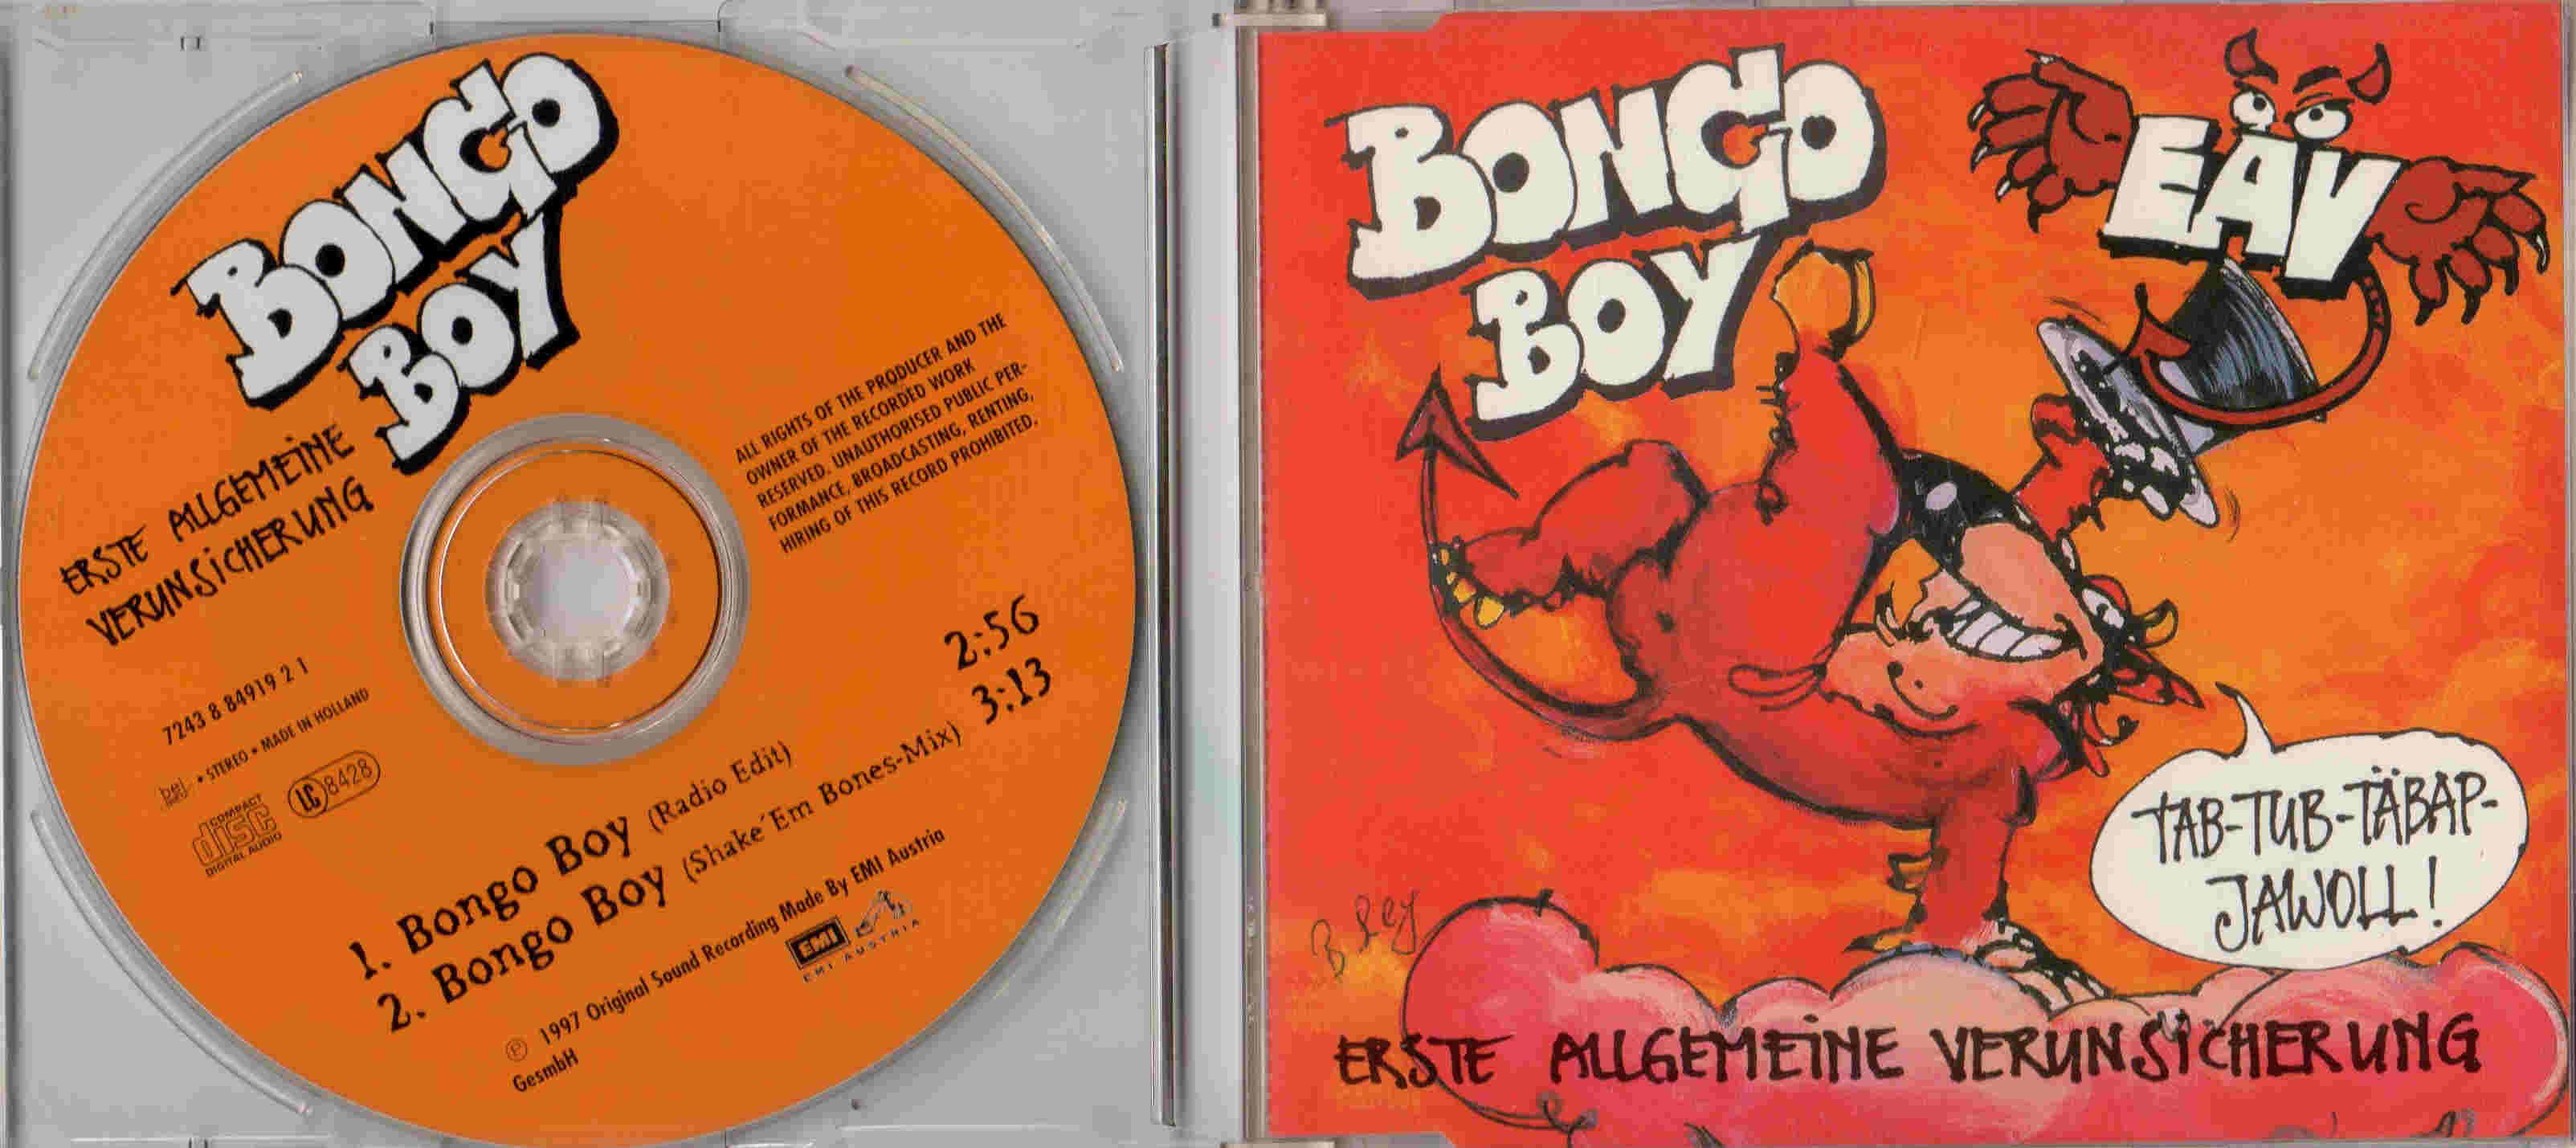 BONGO
BOY
ERSTE ALLGEMEINE
VERUNSICHERUNG
ALL RIGHTS OF THE PRODUCER AND THE
OWNER OF THE RECORDED WORK
RESERVED. UNAUTHORISED PUBLIC PER-
FORMANCE, BROADCASTING, RENTING,
HIRING OF THIS RECORD PROHIBITED.
7243 8 84919 2 1
bel • STEREO • MADE IN HOLLAND
LC 8428
COMPACT
disc
DIGITAL AUDIO
1. Bongo Boy (Radio Edit) 2:56
2. Bongo Boy (Shake´Em Bones-Mix) 3:13
℗ 1997 Original Sound Recording Made By EMI Austria
GesmbH
EMI
EMI AUSTRIA
BONGO
BOY
EAV
TAB-TUB-TÄBAP-
JAWOLL!
ERSTE ALLGEMEINE VERUNSICHERUNG